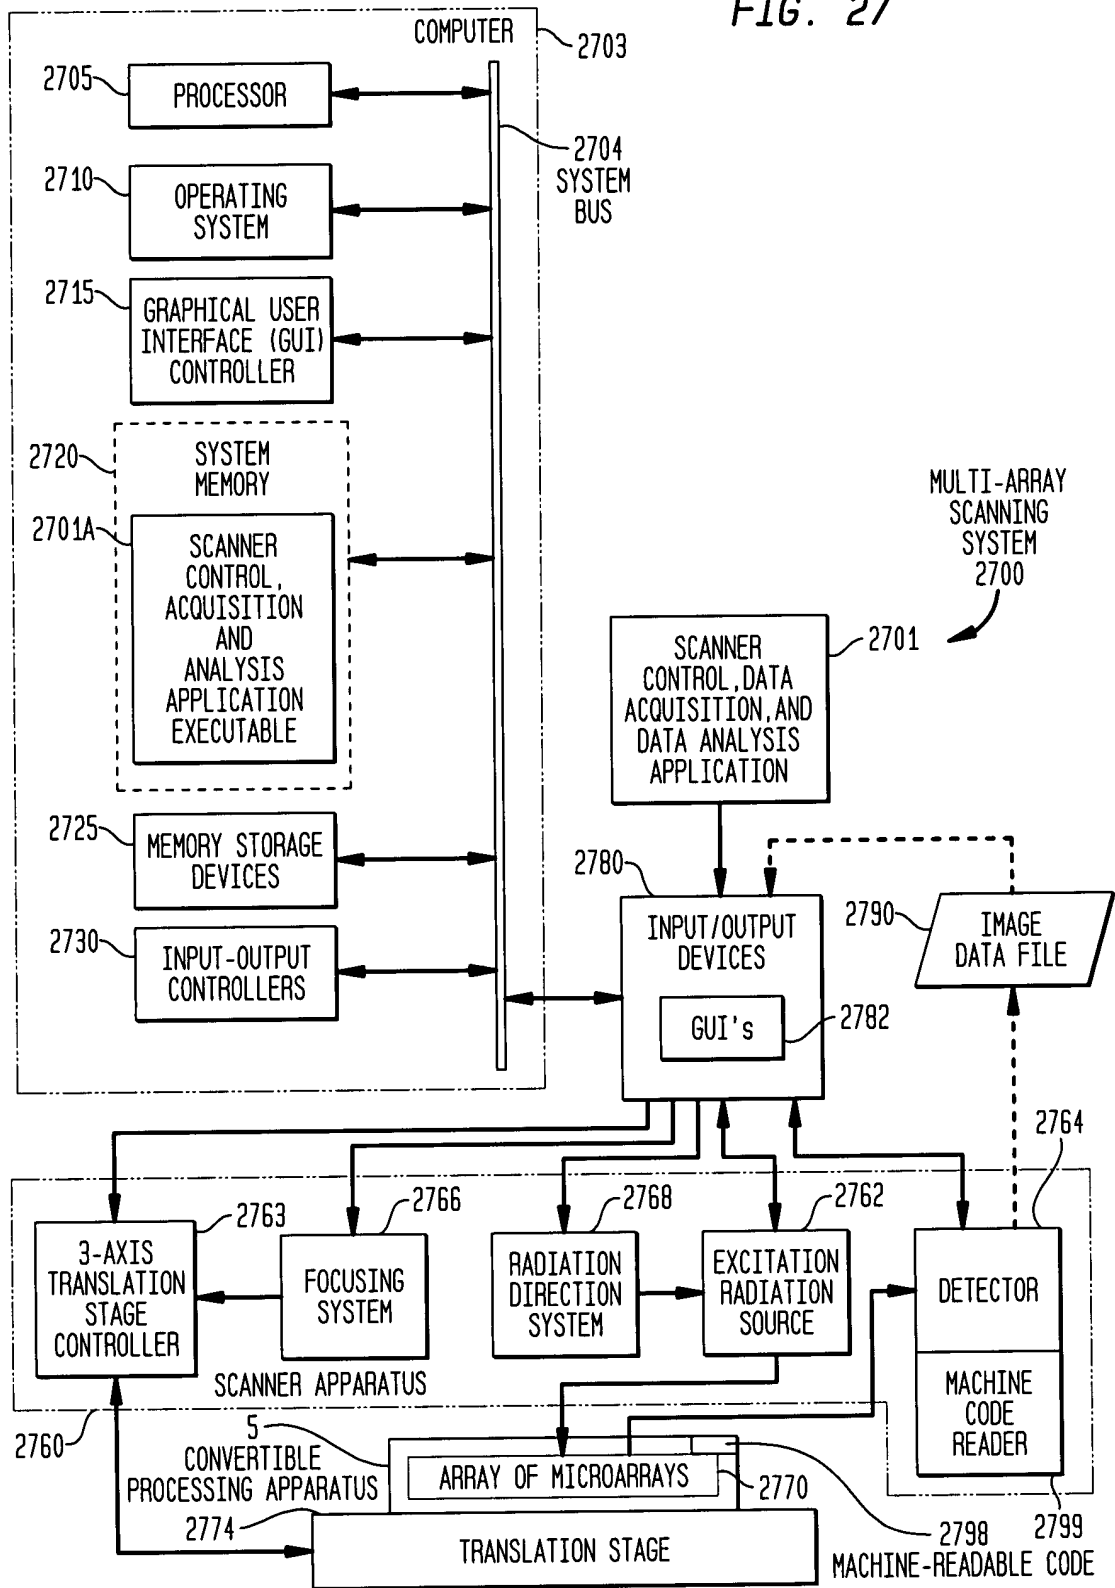 FIG. 27
COMPUTER
2703
2705
PROCESSOR
2704
SYSTEM
BUS
2710
OPERATING
SYSTEM
2715
GRAPHICAL USER
INTERFACE (GUI)
CONTROLLER
2720
SYSTEM
MEMORY
2701A
SCANNER
CONTROL,
ACQUISITION
AND
ANALYSIS
APPLICATION
EXECUTABLE
MULTI-ARRAY
SCANNING
SYSTEM
2700
2701
SCANNER
CONTROL, DATA
ACQUISITION, AND
DATA ANALYSIS
APPLICATION
2725
MEMORY STORAGE
DEVICES
2730
INPUT-OUTPUT
CONTROLLERS
2780
INPUT/OUTPUT
DEVICES
GUI's
2782
2790
IMAGE
DATA FILE
2764
2763
3-AXIS
TRANSLATION
STAGE
CONTROLLER
2766
FOCUSING
SYSTEM
2768
RADIATION
DIRECTION
SYSTEM
2762
EXCITATION
RADIATION
SOURCE
DETECTOR
MACHINE
CODE
READER
SCANNER APPARATUS
2760
5
CONVERTIBLE
PROCESSING APPARATUS
ARRAY OF MICROARRAYS
2770
2774
TRANSLATION STAGE
2798
MACHINE-READABLE CODE
2799